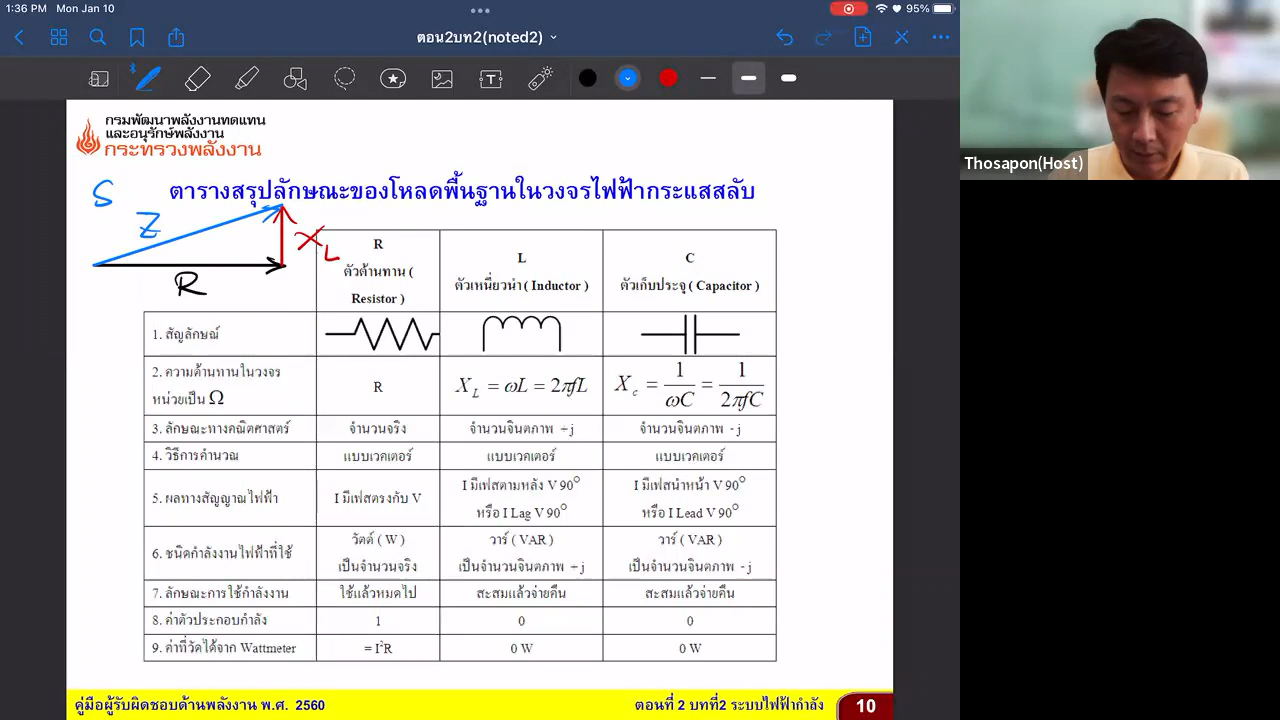 1:36 PM Mon Jan 10
95%
ตอน2บท2(noted2)
Thosapon(Host)
กรมพัฒนาพลังงานทดแทน
และอนุรักษ์พลังงาน
กระทรวงพลังงาน
ตารางสรุปลักษณะของโหลดพื้นฐานในวงจรไฟฟ้ากระแสสลับ
S
Z
X_L
R
R
ตัวต้านทาน (
Resistor )
L
ตัวเหนี่ยวนำ ( Inductor )
C
ตัวเก็บประจุ ( Capacitor )
1. สัญลักษณ์
2. ความต้านทานในวงจร
หน่วยเป็น Ω
R
X_L = ωL = 2πfL
X_c = 1/ωC = 1/2πfC
3. ลักษณะทางคณิตศาสตร์ จำนวนจริง จำนวนจินตภาพ +j จำนวนจินตภาพ - j
4. วิธีการคำนวณ แบบเวคเตอร์ แบบเวคเตอร์ แบบเวคเตอร์
5. ผลทางสัญญาณไฟฟ้า
I มีเฟสตรงกับ V
I มีเฟสตามหลัง V 90°
หรือ I Lag V 90°
I มีเฟสนำหน้า V 90°
หรือ I Lead V 90°
6. ชนิดกำลังงานไฟฟ้าที่ใช้
วัตต์ ( W )
เป็นจำนวนจริง
วาร์ ( VAR )
เป็นจำนวนจินตภาพ +j
วาร์ ( VAR )
เป็นจำนวนจินตภาพ -j
7. ลักษณะการใช้กำลังงาน ใช้แล้วหมดไป สะสมแล้วจ่ายคืน สะสมแล้วจ่ายคืน
8. ค่าตัวประกอบกำลัง 1 0 0
9. ค่าที่วัดได้จาก Wattmeter = I²R 0 W 0 W
คู่มือผู้รับผิดชอบด้านพลังงาน พ.ศ. 2560
ตอนที่ 2 บทที่2 ระบบไฟฟ้ากำลัง
10